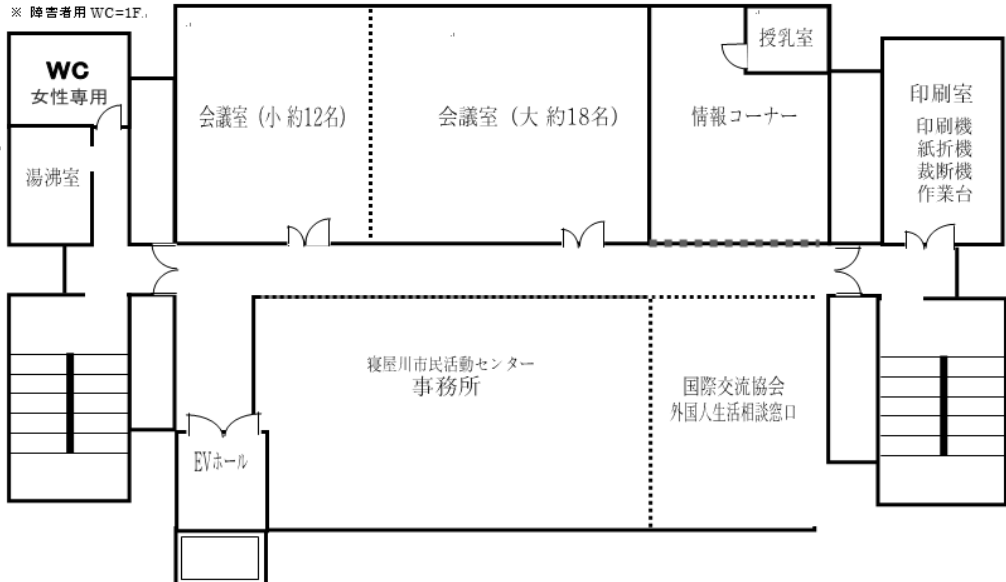 ※ 障害者用 WC=1F.
WC
女性専用
湯沸室
会議室 (小 約12名)
会議室 (大 約18名)
情報コーナー
授乳室
印刷室
印刷機
紙折機
裁断機
作業台
寝屋川市民活動センター
事務所
国際交流協会
外国人生活相談窓口
EVホール